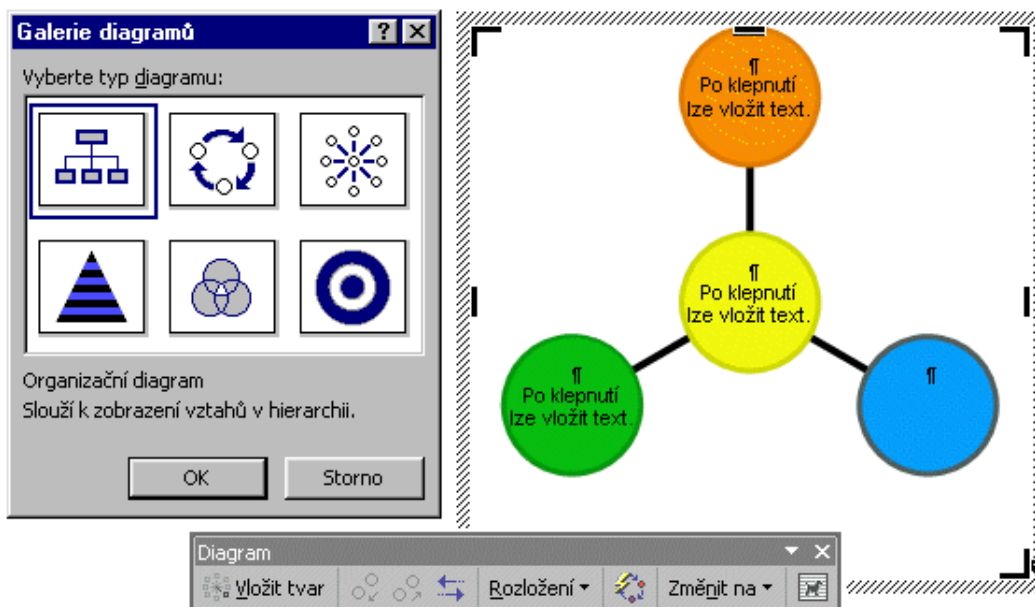 Galerie diagramů
Vyberte typ diagramu:
Organizační diagram
Slouží k zobrazení vztahů v hierarchii.
OK
Storno
¶
Po klepnutí
lze vložit text.
¶
Po klepnutí
lze vložit text.
¶
Po klepnutí
lze vložit text.
¶
Diagram
Vložit tvar
Rozložení
Změnit na